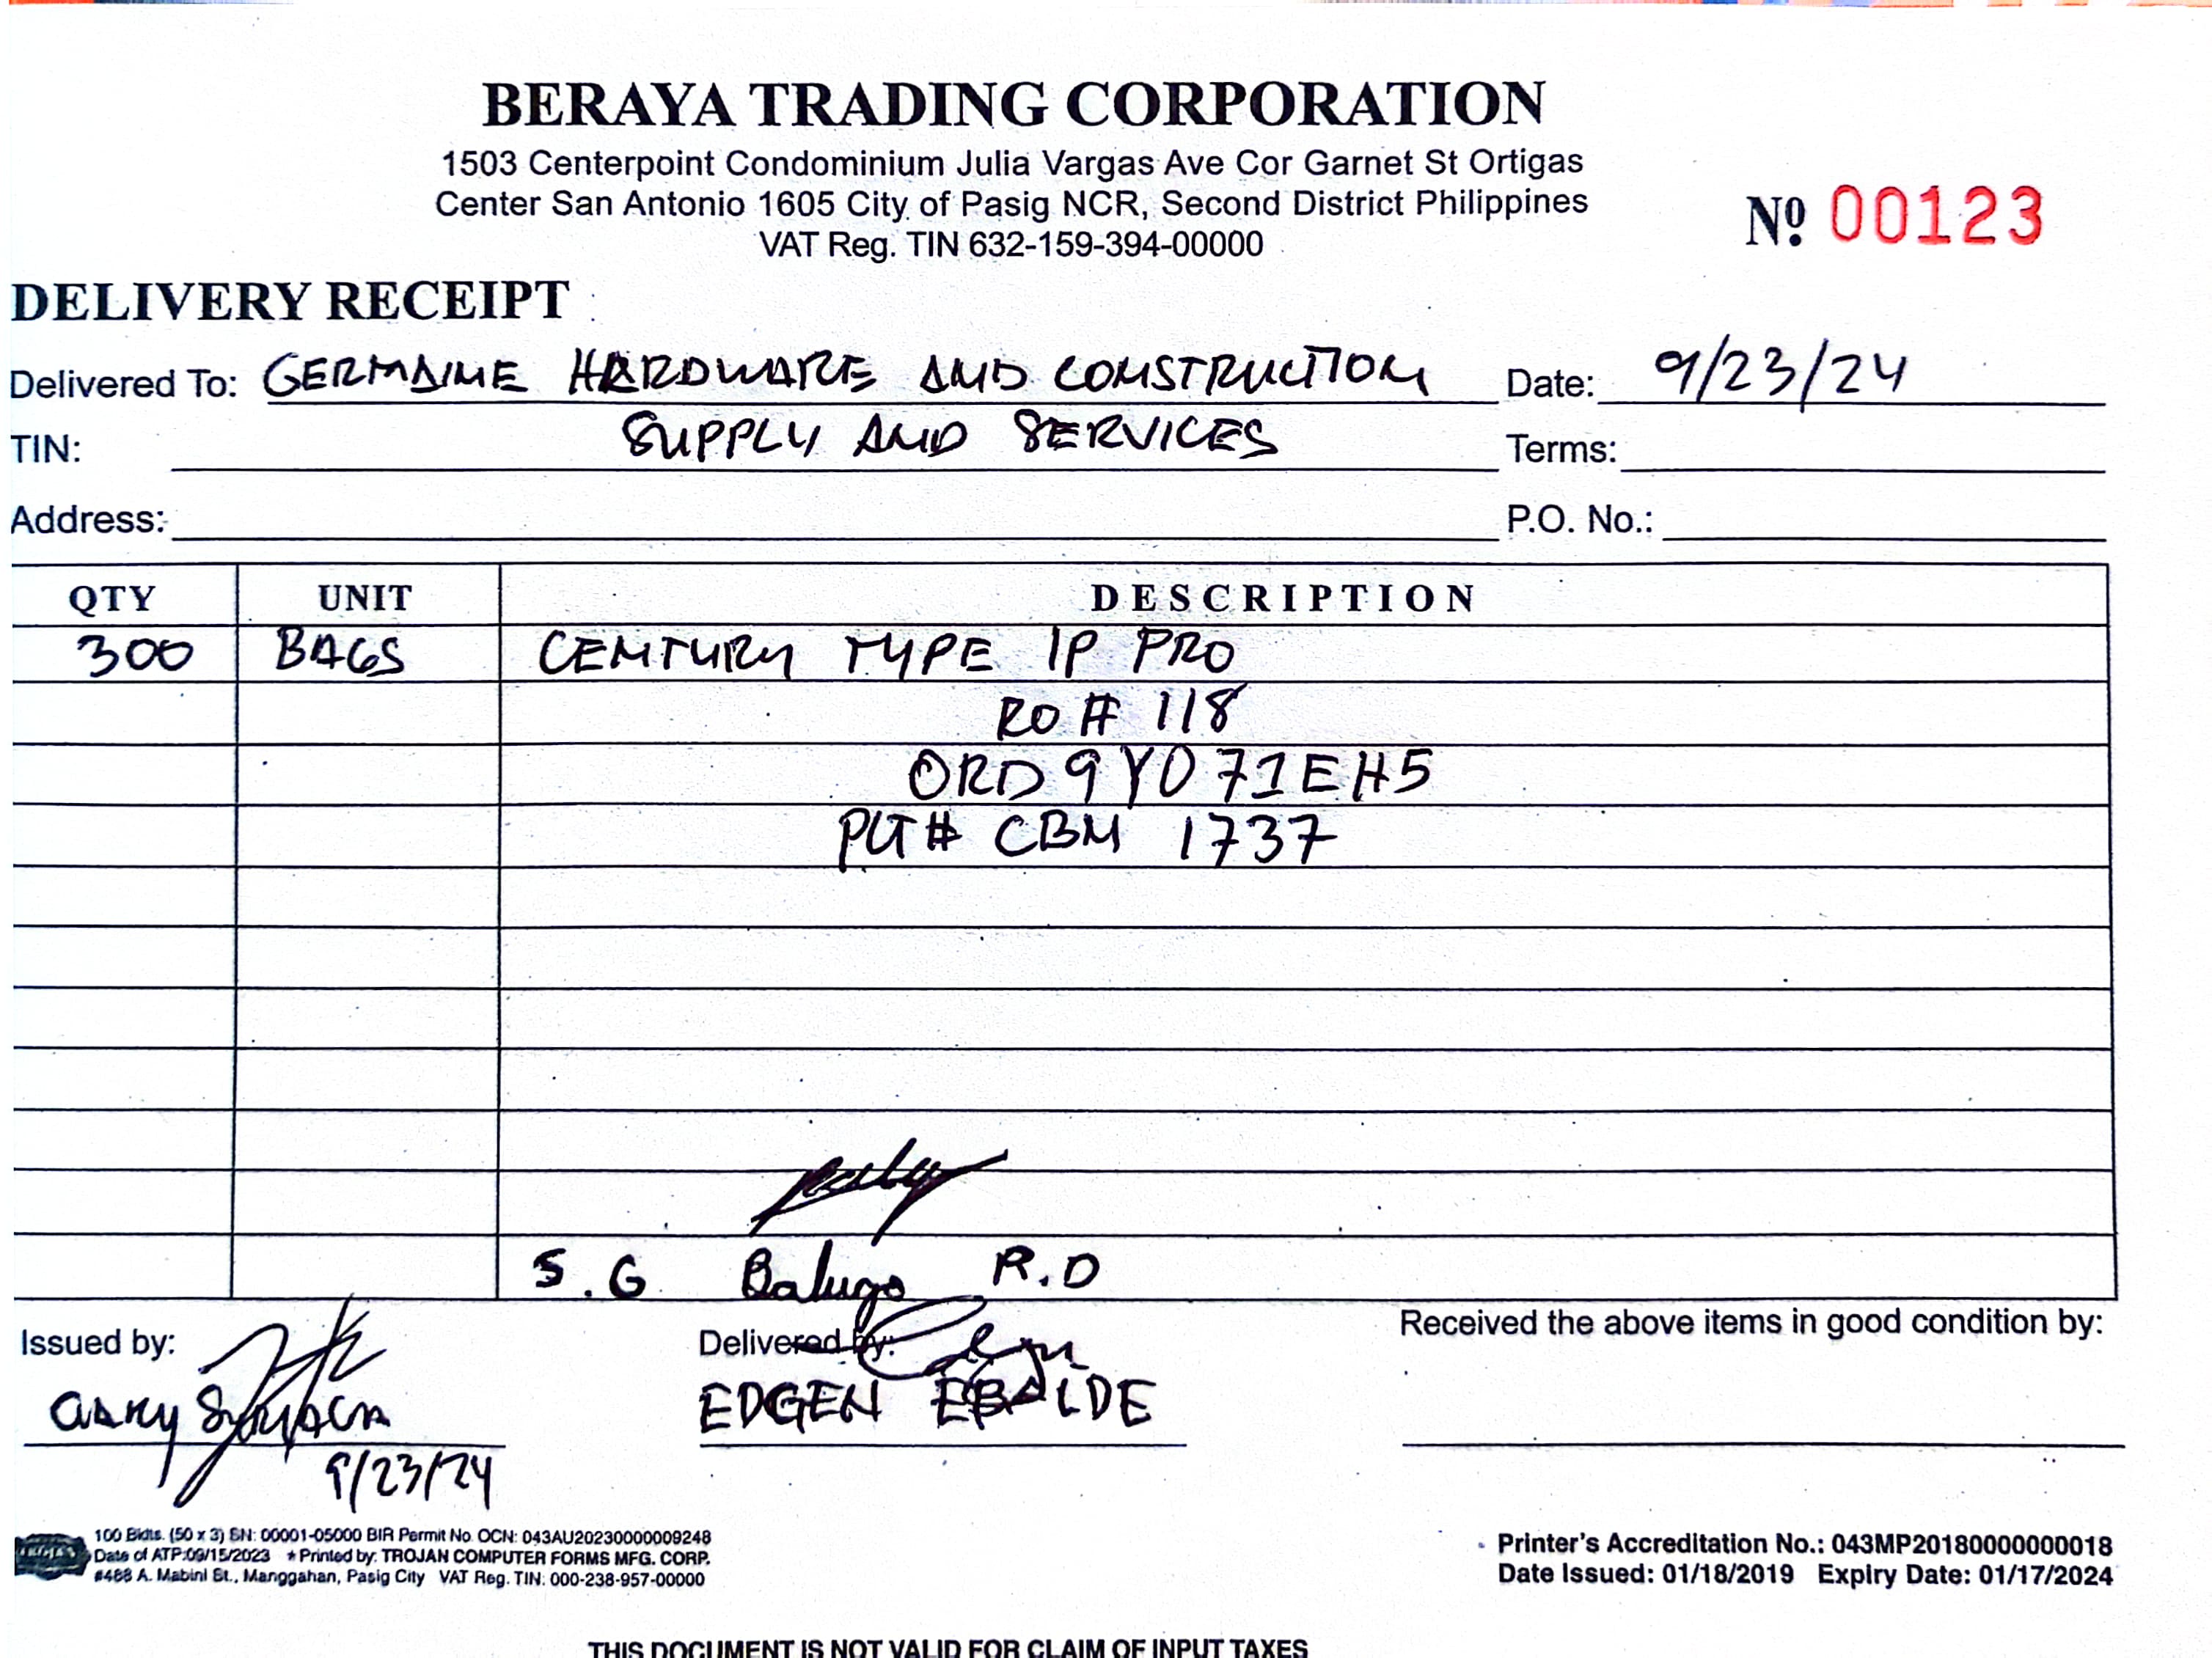 BERAYA TRADING CORPORATION
1503 Centerpoint Condominium Julia Vargas Ave Cor Garnet St Ortigas
Center San Antonio 1605 City of Pasig NCR, Second District Philippines
VAT Reg. TIN 632-159-394-00000
Nº 00123
DELIVERY RECEIPT
Delivered To: GERMAINE HARDWARE AND CONSTRUCTION Date: 9/23/24
TIN: SUPPLY AND SERVICES Terms:
Address: P.O. No.:
QTY UNIT DESCRIPTION
300 BAGS CENTURY TYPE 1P PRO
RO # 118
ORD9YO71EH5
PLT# CBM 1737
S.G Balugo R.D
Issued by: Delivered by: Received the above items in good condition by:
EDGEN EBALDE
9/23/24
100 Bklts. (50 x 3) SN: 00001-05000 BIR Permit No. OCN: 043AU20230000009248
Date of ATP:09/15/2023 * Printed by: TROJAN COMPUTER FORMS MFG. CORP.
#488 A. Mabini St., Manggahan, Pasig City VAT Reg. TIN: 000-238-957-00000
Printer's Accreditation No.: 043MP20180000000018
Date Issued: 01/18/2019 Expiry Date: 01/17/2024
THIS DOCUMENT IS NOT VALID FOR CLAIM OF INPUT TAXES